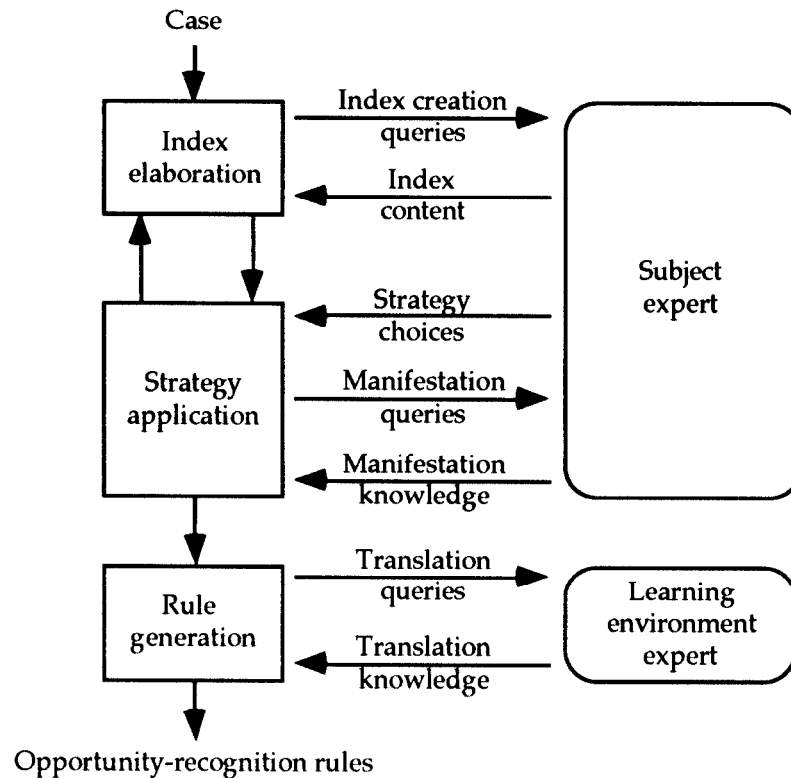 Case
Index
elaboration
Index creation
queries
Index
content
Strategy
application
Strategy
choices
Manifestation
queries
Manifestation
knowledge
Subject
expert
Rule
generation
Translation
queries
Translation
knowledge
Learning
environment
expert
Opportunity-recognition rules